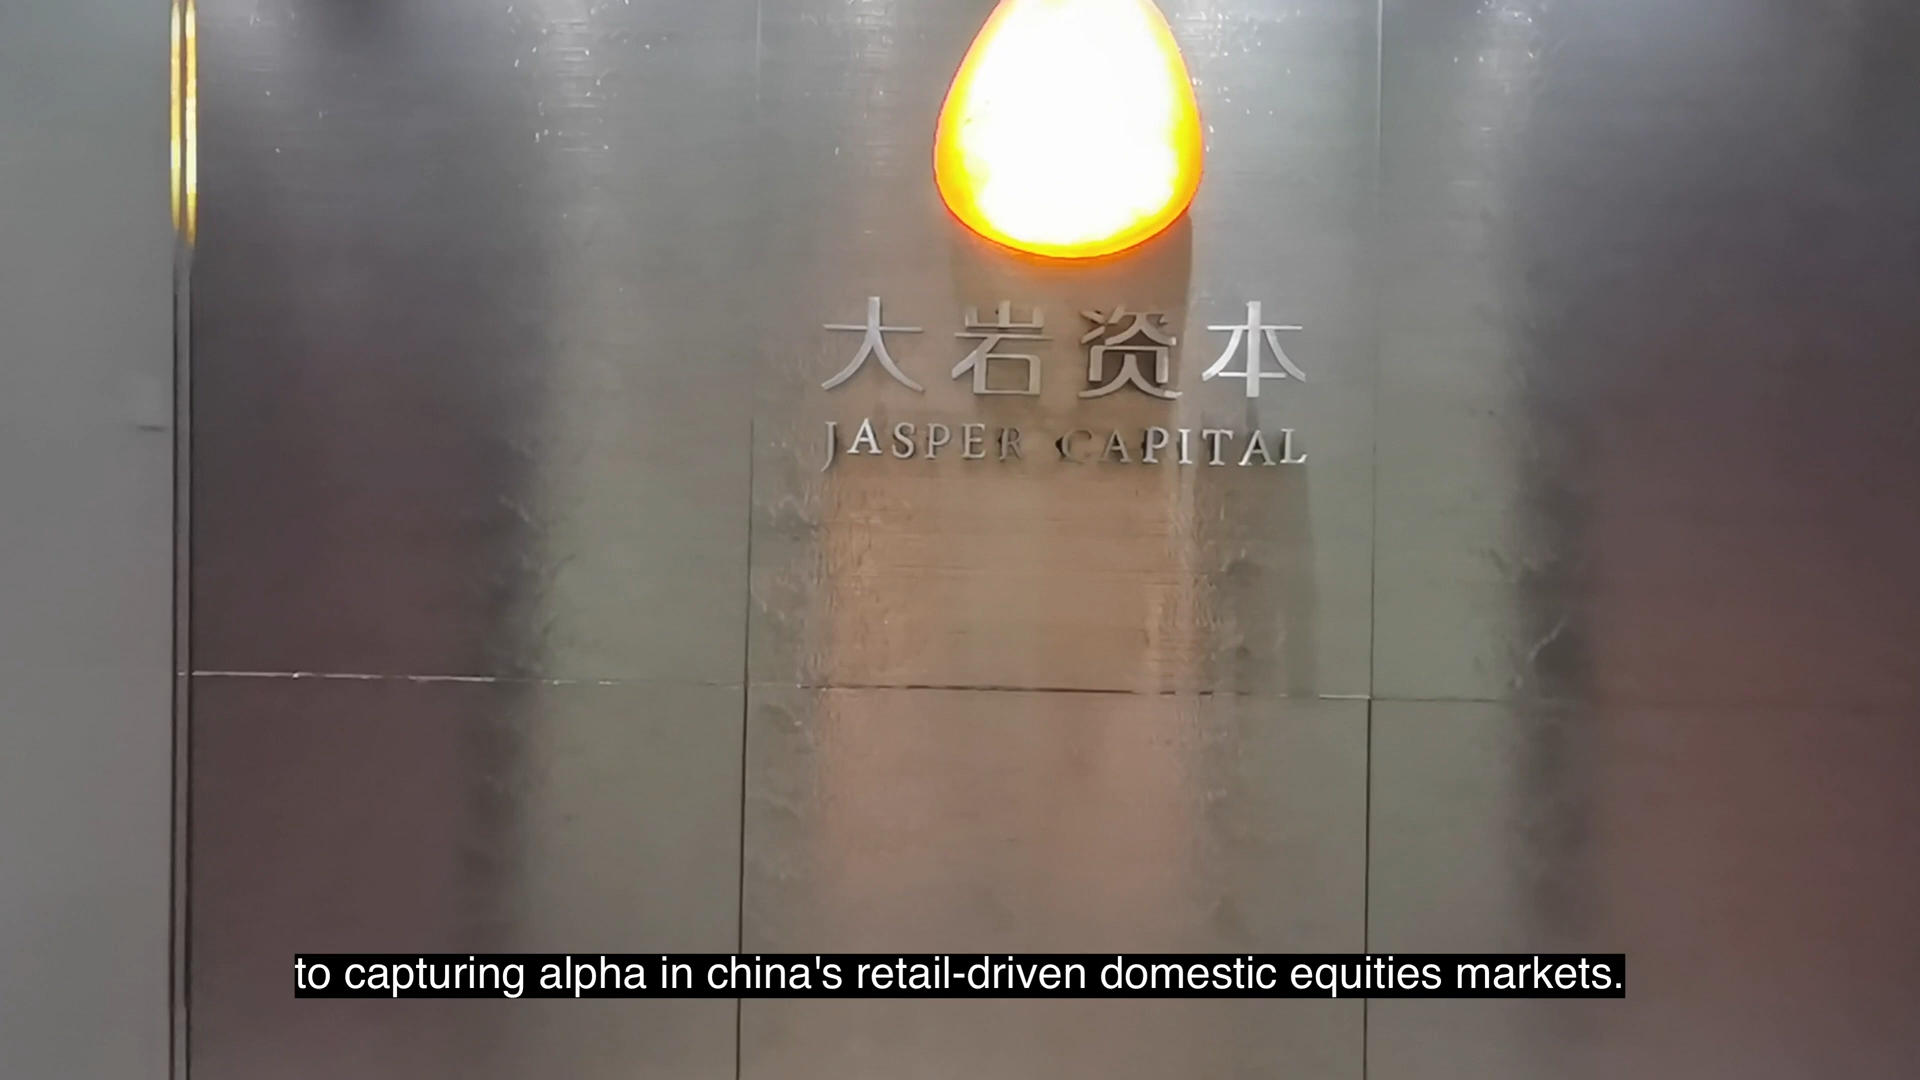 大岩资本
JASPER CAPITAL
to capturing alpha in china's retail-driven domestic equities markets.